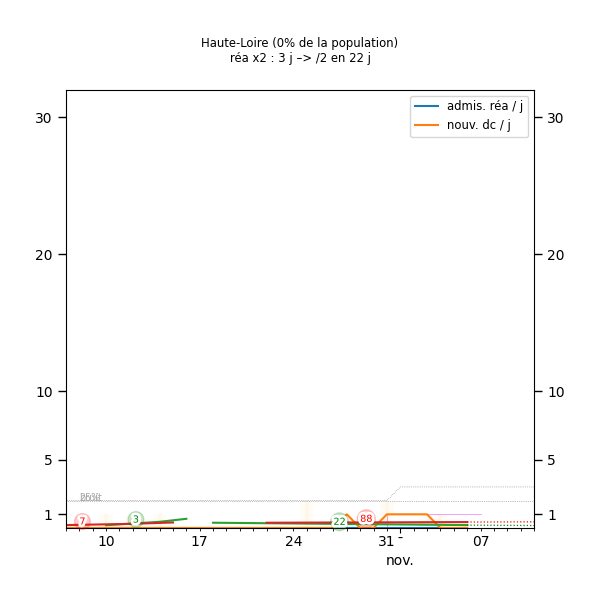 Haute-Loire (0% de la population)
réa x2 : 3 j –> /2 en 22 j
admis. réa / j
nouv. dc / j
30 30
20 20
10 10
5 5
1 1
7 3 22 88
10 17 24 31 07
nov.